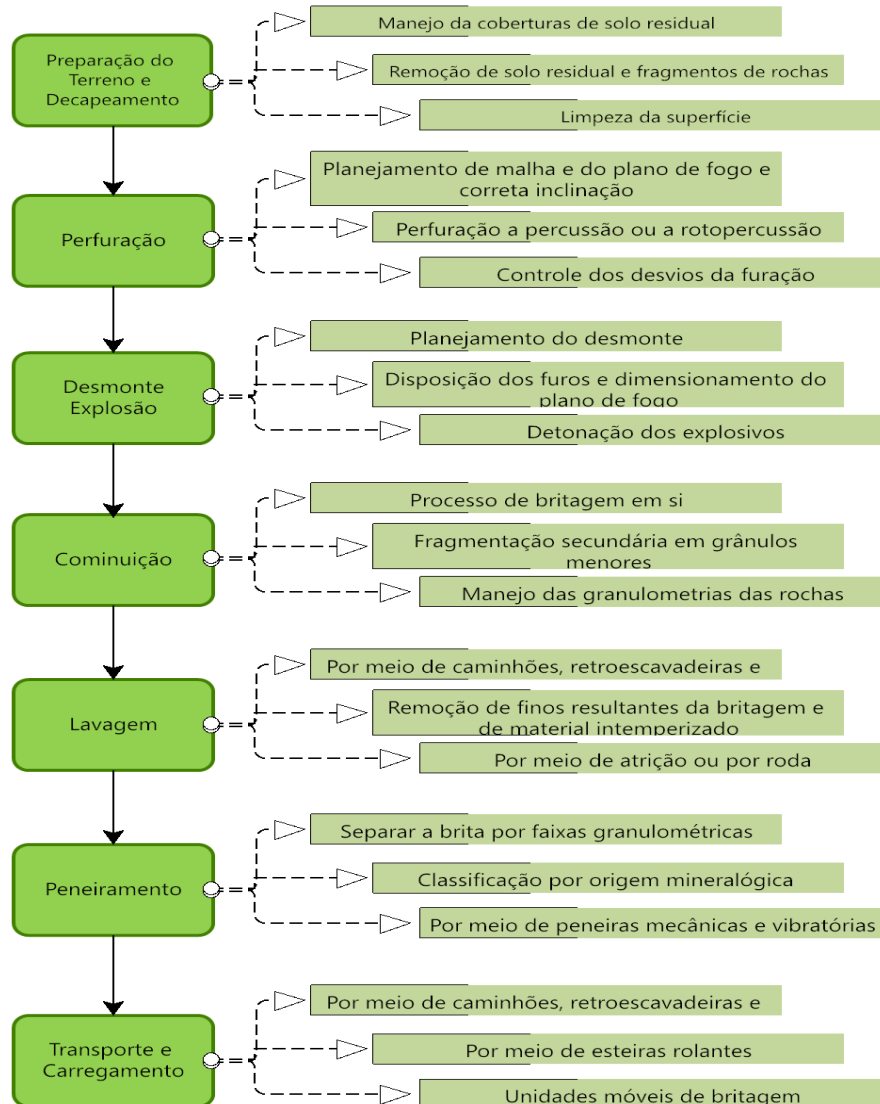 Preparação do
Terreno e
Decapeamento
Manejo da coberturas de solo residual
Remoção de solo residual e fragmentos de rochas
Limpeza da superfície
Perfuração
Planejamento de malha e do plano de fogo e
correta inclinação
Perfuração a percussão ou a rotopercussão
Controle dos desvios da furação
Desmonte
Explosão
Planejamento do desmonte
Disposição dos furos e dimensionamento do
plano de fogo
Detonação dos explosivos
Cominuição
Processo de britagem em si
Fragmentação secundária em grânulos
menores
Manejo das granulometrias das rochas
Lavagem
Por meio de caminhões, retroescavadeiras e
Remoção de finos resultantes da britagem e
de material intemperizado
Por meio de atrição ou por roda
Peneiramento
Separar a brita por faixas granulométricas
Classificação por origem mineralógica
Por meio de peneiras mecânicas e vibratórias
Transporte e
Carregamento
Por meio de caminhões, retroescavadeiras e
Por meio de esteiras rolantes
Unidades móveis de britagem